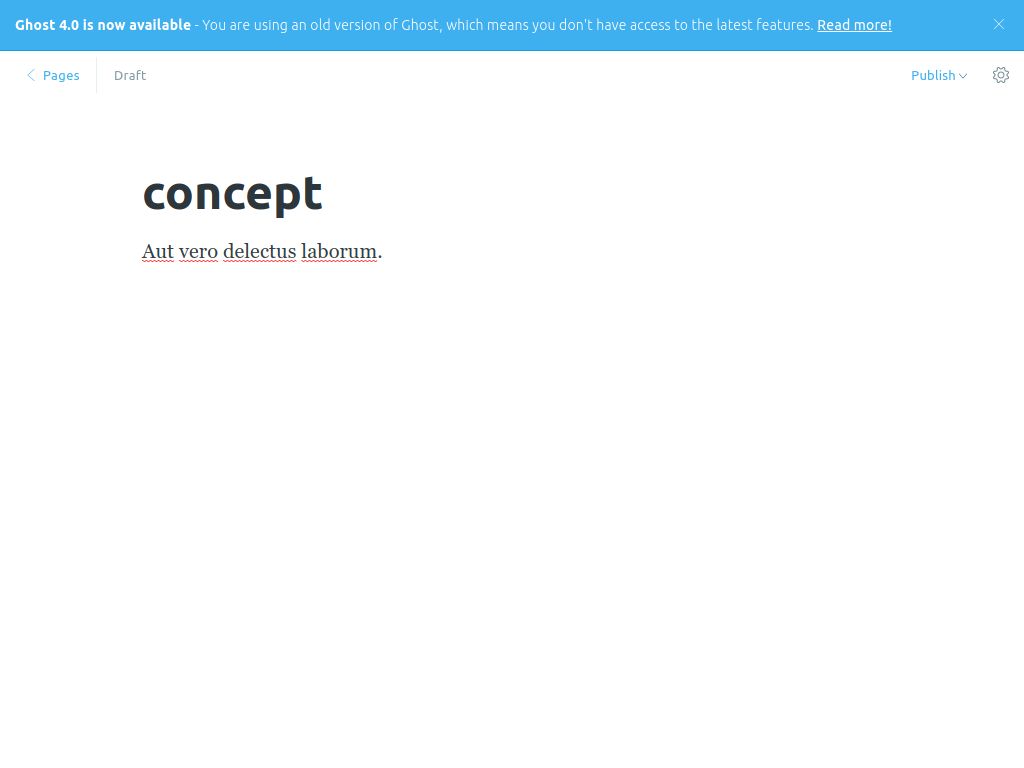 Ghost 4.0 is now available - You are using an old version of Ghost, which means you don't have access to the latest features. Read more!
Pages
Draft
Publish
concept
Aut vero delectus laborum.